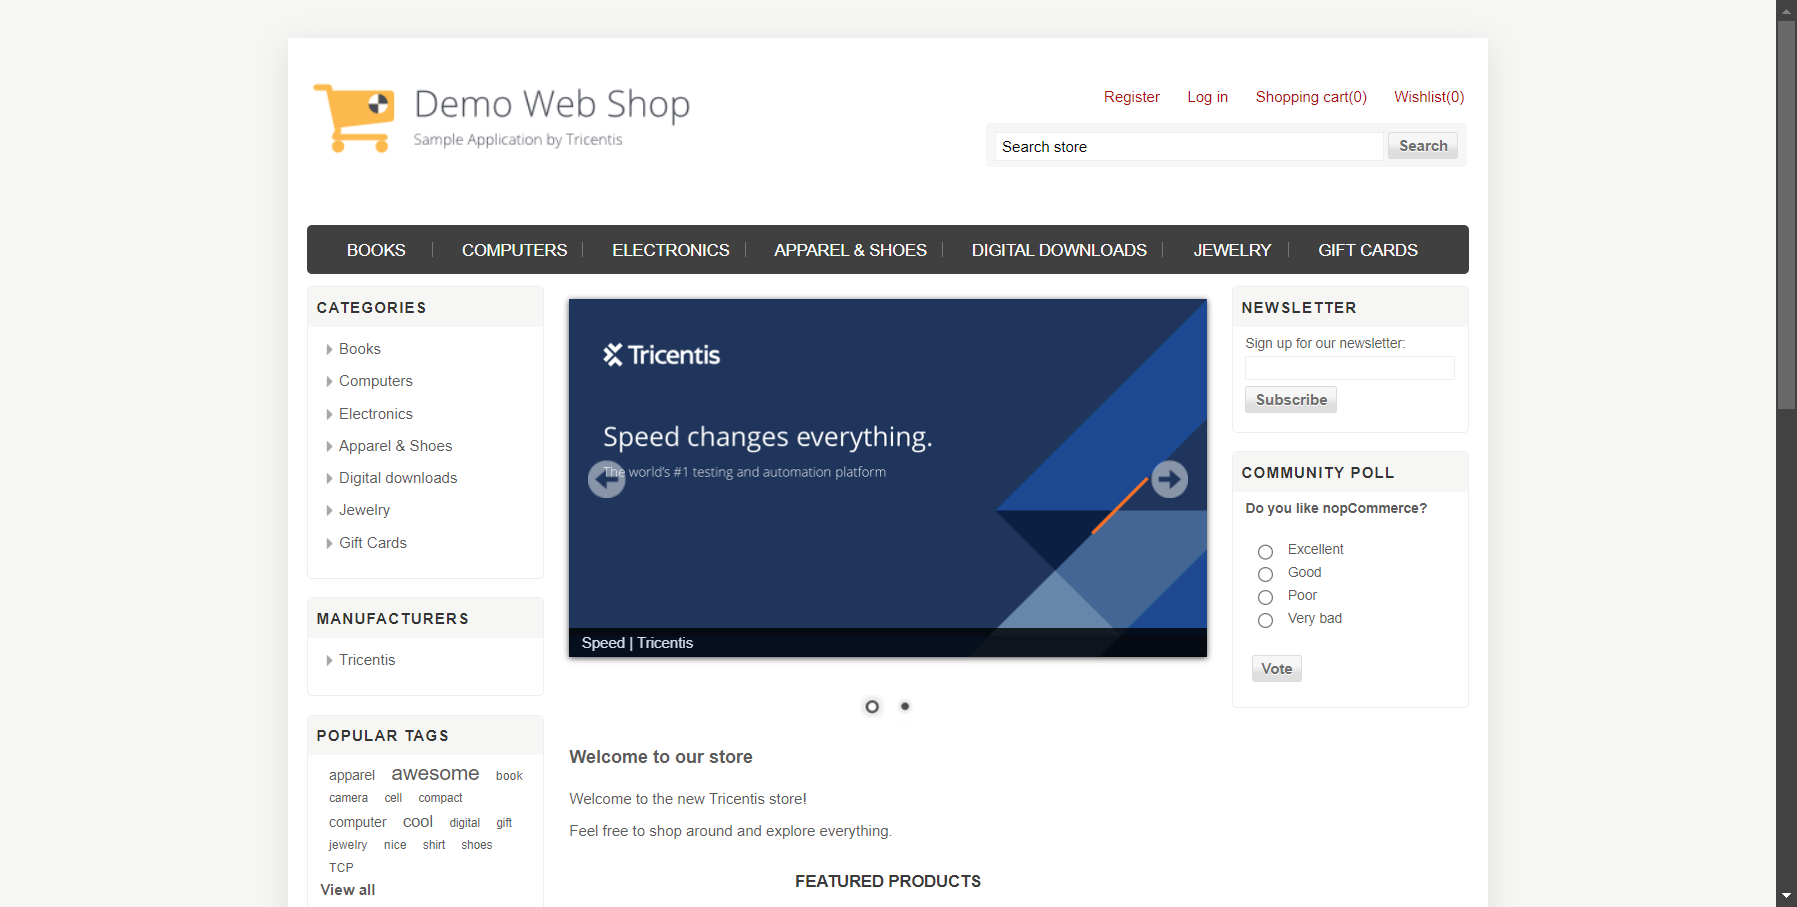 Demo Web Shop
Sample Application by Tricentis
Register Log in Shopping cart(0) Wishlist(0)
Search store Search
BOOKS COMPUTERS ELECTRONICS APPAREL & SHOES DIGITAL DOWNLOADS JEWELRY GIFT CARDS
CATEGORIES
Books
Computers
Electronics
Apparel & Shoes
Digital downloads
Jewelry
Gift Cards
MANUFACTURERS
Tricentis
POPULAR TAGS
apparel awesome book
camera cell compact
computer cool digital gift
jewelry nice shirt shoes
TCP
View all
Tricentis
Speed changes everything.
The world's #1 testing and automation platform
Speed | Tricentis
Welcome to our store
Welcome to the new Tricentis store!
Feel free to shop around and explore everything.
FEATURED PRODUCTS
NEWSLETTER
Sign up for our newsletter:
Subscribe
COMMUNITY POLL
Do you like nopCommerce?
Excellent
Good
Poor
Very bad
Vote